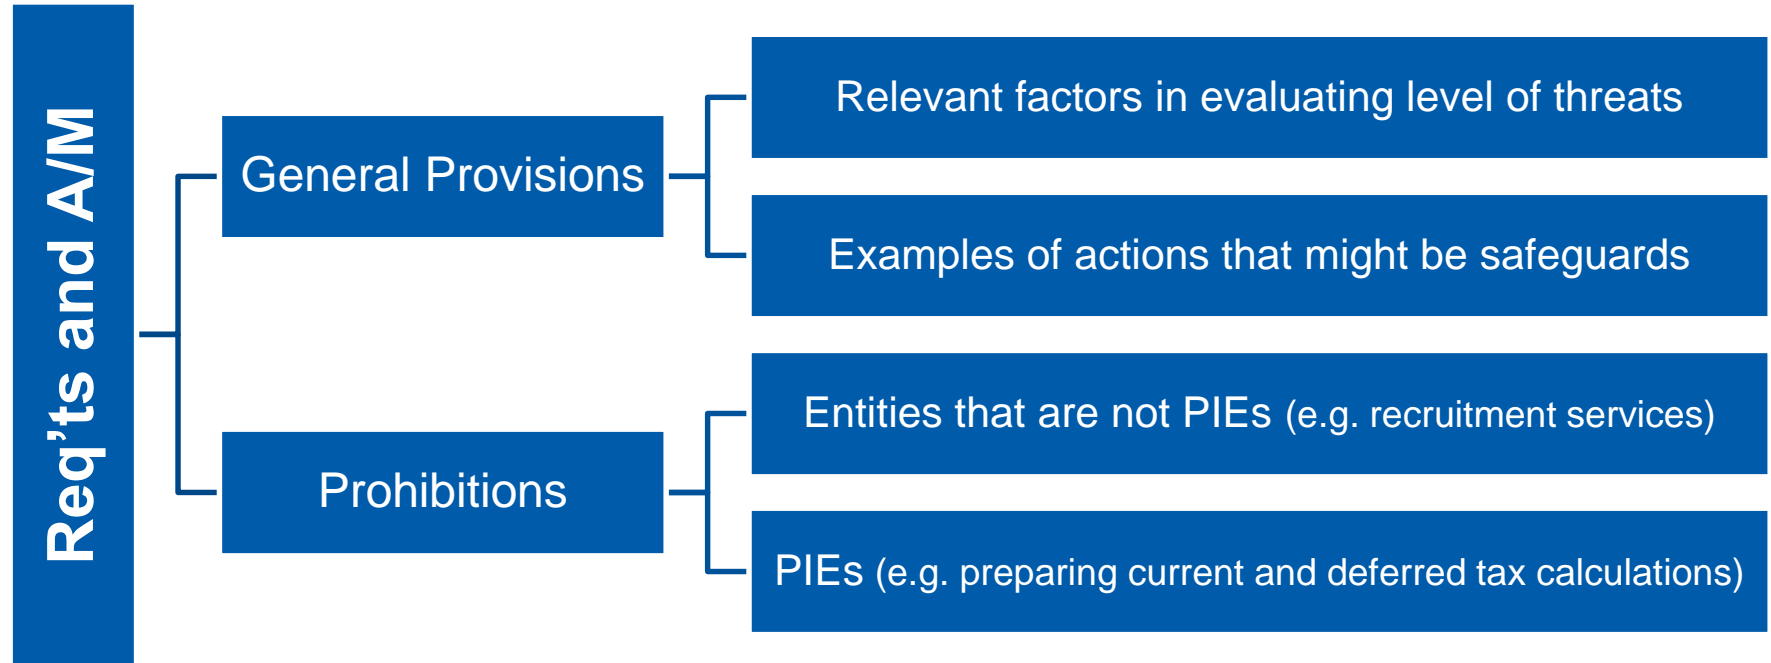 Req’ts and A/M
General Provisions
Relevant factors in evaluating level of threats
Examples of actions that might be safeguards
Prohibitions
Entities that are not PIEs (e.g. recruitment services)
PIEs (e.g. preparing current and deferred tax calculations)